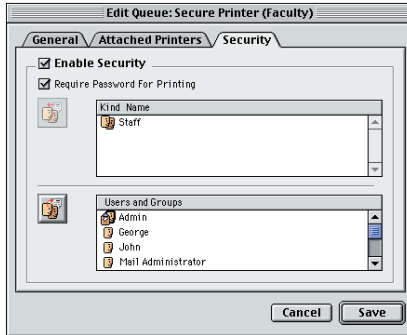 Edit Queue: Secure Printer (Faculty)
General Attached Printers Security
Enable Security
Require Password For Printing
Kind Name
Staff
Users and Groups
Admin
George
John
Mail Administrator
Cancel Save